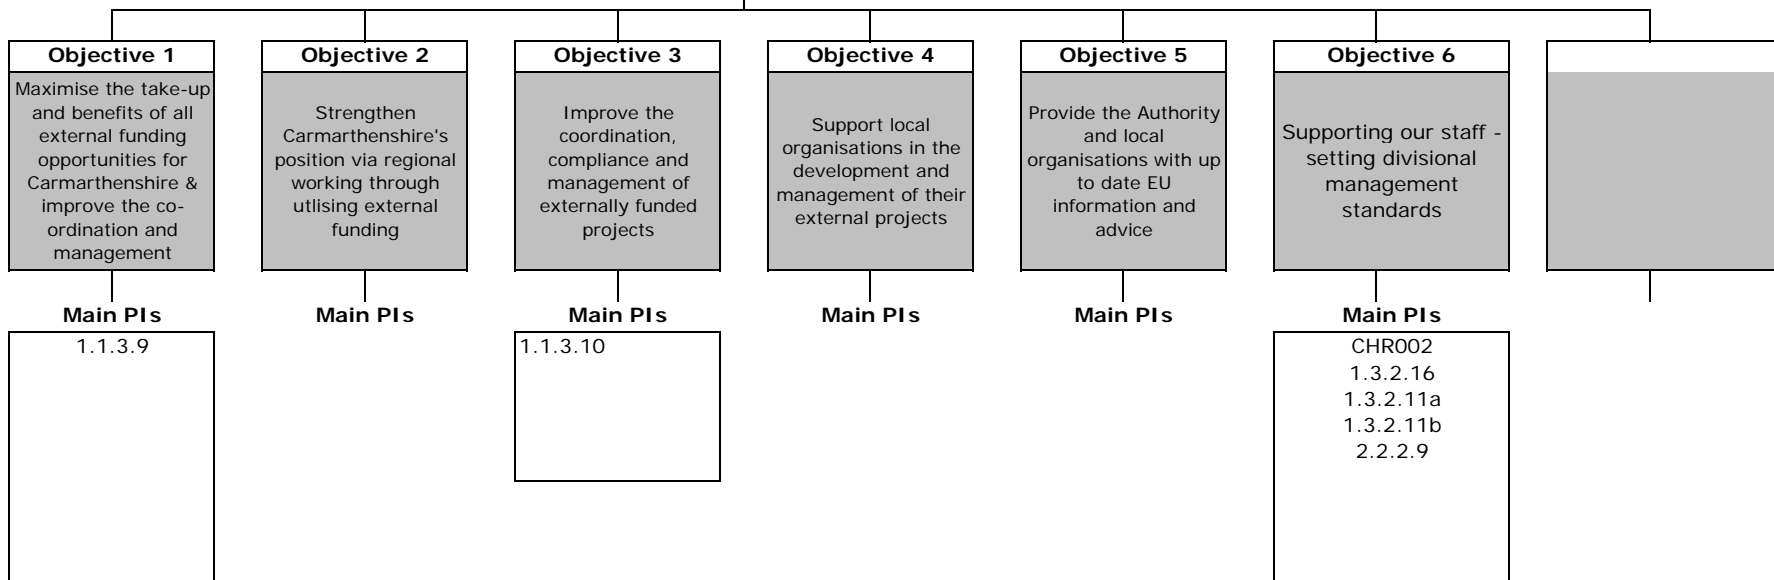 Objective 1
Maximise the take-up
and benefits of all
external funding
opportunities for
Carmarthenshire &
improve the co-
ordination and
management
Main PIs
1.1.3.9
Objective 2
Strengthen
Carmarthenshire's
position via regional
working through
utlising external
funding
Main PIs
Objective 3
Improve the
coordination,
compliance and
management of
externally funded
projects
Main PIs
1.1.3.10
Objective 4
Support local
organisations in the
development and
management of their
external projects
Main PIs
Objective 5
Provide the Authority
and local
organisations with up
to date EU
information and
advice
Main PIs
Objective 6
Supporting our staff -
setting divisional
management
standards
Main PIs
CHR002
1.3.2.16
1.3.2.11a
1.3.2.11b
2.2.2.9